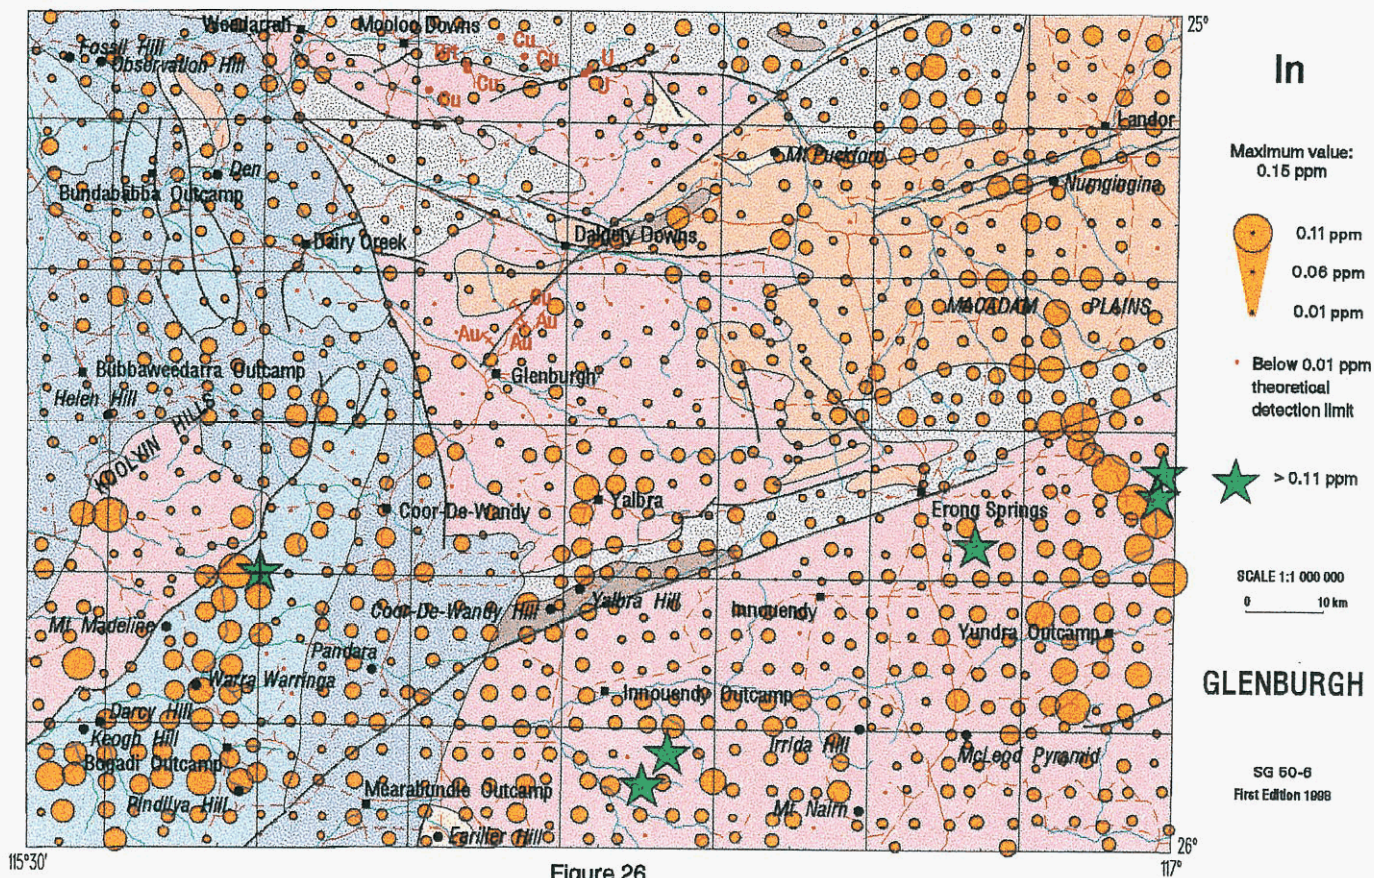 Woodarrah
Mooloo Downs
25°
Fossil Hill
Observation Hill
Cu
Bit
Cu
U
Cu
U
Cu
In
Landor
Mt Puckford
Maximum value:
0.15 ppm
Den
Bundabubba Outcamp
Numgingina
Dairy Creek
Dalgety Downs
0.11 ppm
0.06 ppm
0.01 ppm
Cu
Au
Au
Au
MACADAM PLAINS
Bubbaweedarra Outcamp
Glenburgh
Helen Hill
Below 0.01 ppm
theoretical
detection limit
KOOLYIN HILLS
> 0.11 ppm
Coor-De-Wandy
Yalbra
Erong Springs
SCALE 1:1 000 000
0 10 km
Coor-De-Wandy Hill
Yalbra Hill
Innouendy
Mt. Madeline
Yundra Outcamp
Pandara
Warra Warringa
Innouendy Outcamp
GLENBURGH
Darcy Hill
Keogh Hill
Irrida Hill
McLeod Pyramid
Bogadi Outcamp
SG 50-6
First Edition 1998
Pindilya Hill
Mearabundie Outcamp
Mt. Nairn
Eariller Hill
115°30'
26°
117°
Figure 26